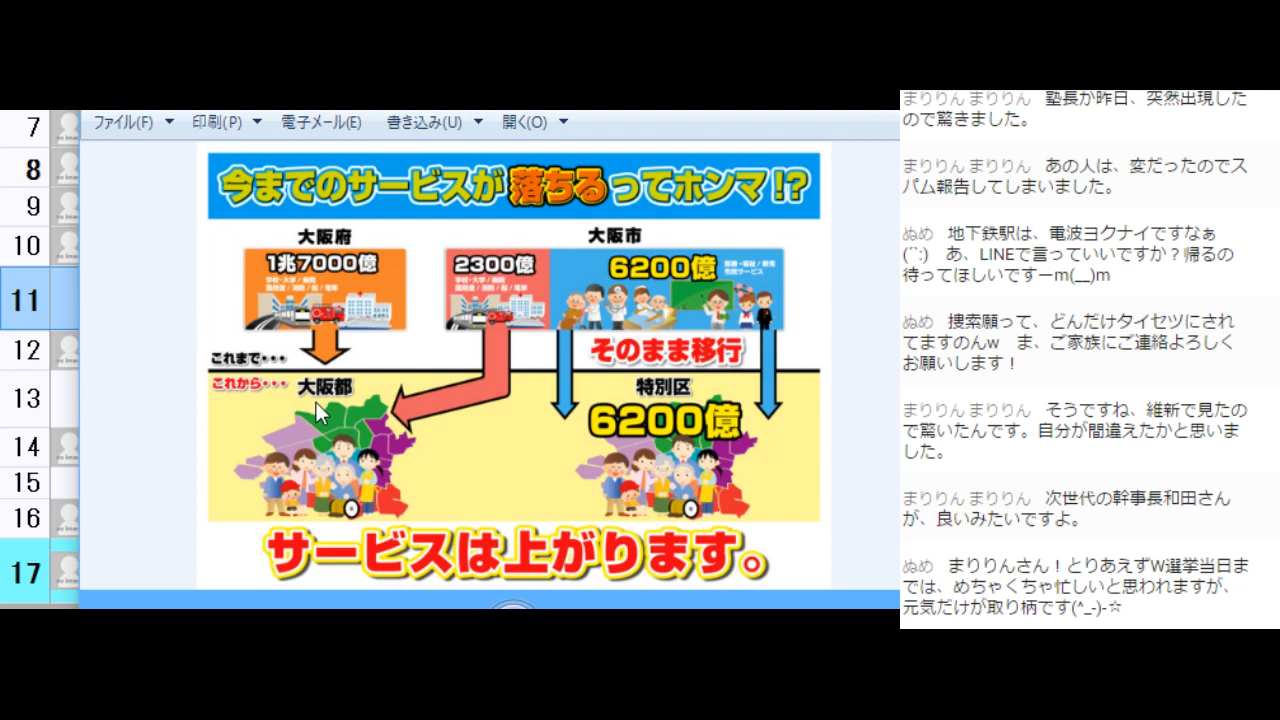 7
8
9
10
11
12
13
14
15
16
17
ファイル(F)
印刷(P)
電子メール(E)
書き込み(U)
開く(O)
今までのサービスが落ちるってホンマ!?
大阪府
大阪市
1兆7000億
学校・大学 / 病院
2300億
学校・大学 / 病院
6200億
市民サービス
これまで・・・
そのまま移行
これから・・・
大阪都
特別区
6200億
サービスは上がります。
まりりん まりりん 塾長が昨日、突然出現した
ので驚きました。
まりりん まりりん あの人は、変だったのでス
パム報告してしまいました。
ぬめ 地下鉄駅は、電波ヨクナイですなぁ
(¨;) あ、LINEで言っていいですか？帰るの
待ってほしいですーm(__)m
ぬめ 捜索願って、どんだけタイセツにされ
てますのんw ま、ご家族にご連絡よろしく
お願いします！
まりりん まりりん そうですね、維新で見たの
で驚いたんです。自分が間違えたかと思いま
した。
まりりん まりりん 次世代の幹事長和田さん
が、良いみたいですよ。
ぬめ まりりんさん！とりあえずW選挙当日ま
では、めちゃくちゃ忙しいと思われますが、
元気だけが取り柄です(^_-)-☆